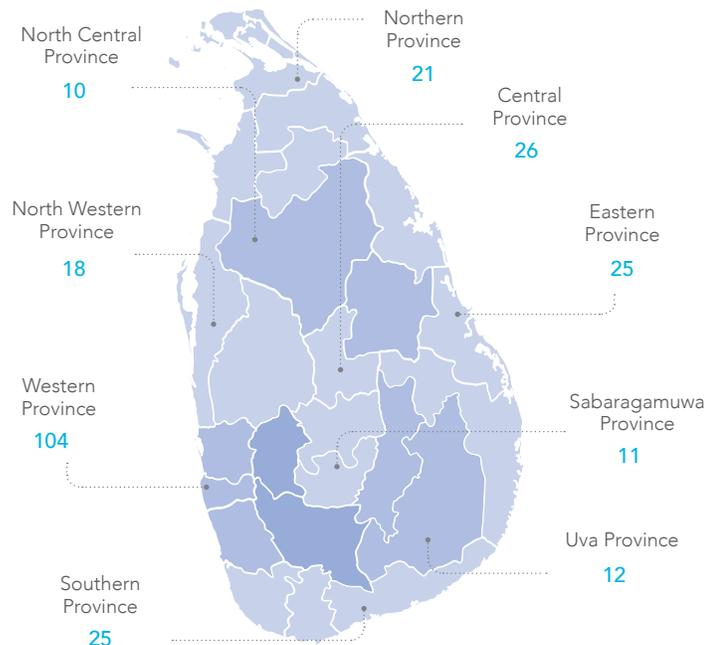 Northern
Province
21
North Central
Province
10
Central
Province
26
North Western
Province
18
Eastern
Province
25
Western
Province
104
Sabaragamuwa
Province
11
Uva Province
12
Southern
Province
25